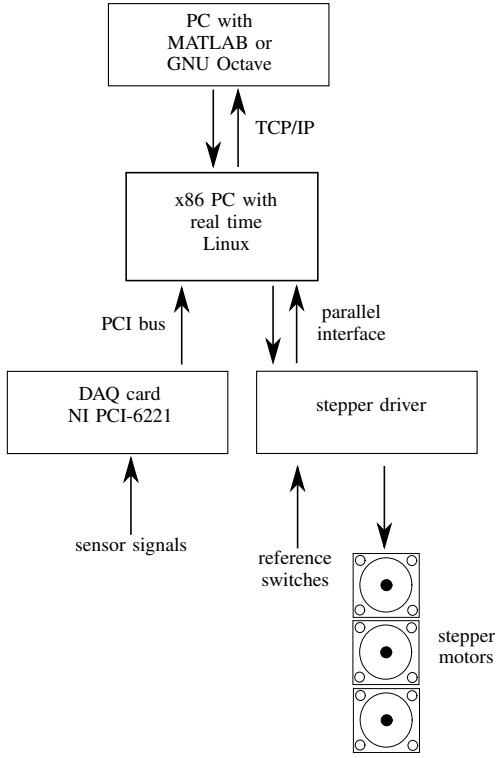 PC with
MATLAB or
GNU Octave
TCP/IP
x86 PC with
real time
Linux
PCI bus
parallel
interface
DAQ card
NI PCI-6221
stepper driver
sensor signals
reference
switches
stepper
motors